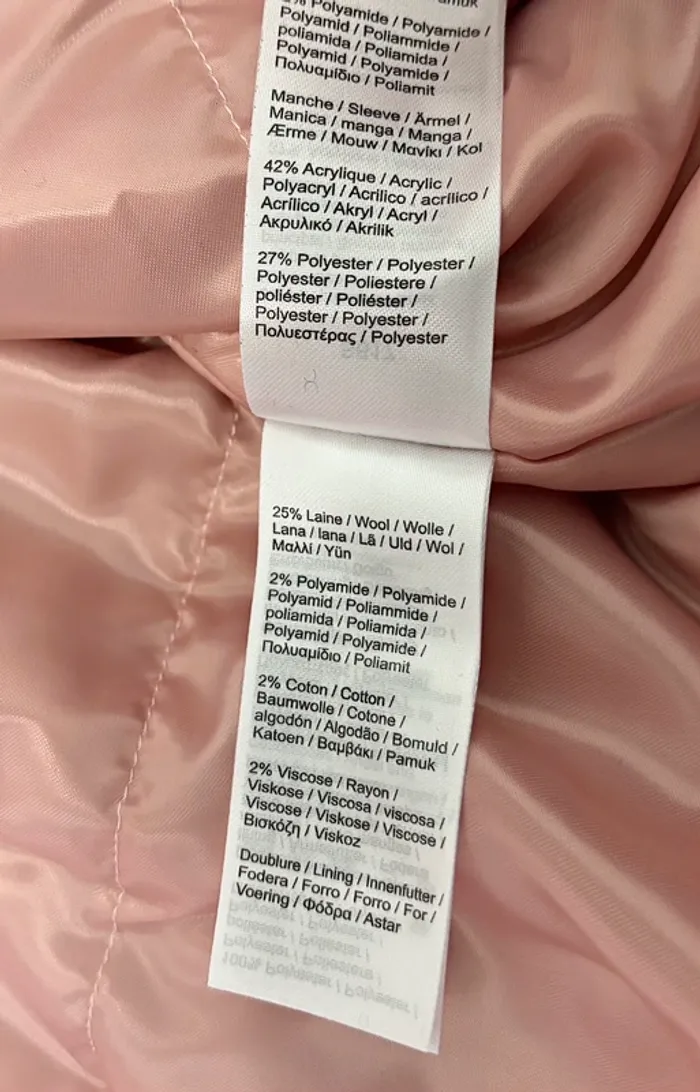 % Polyamide / Polyamide /
Polyamid / Poliammide /
poliamida / Poliamida /
Polyamid / Polyamide /
Πολυαμίδιο / Poliamit
Manche / Sleeve / Ärmel /
Manica / manga / Manga /
Ærme / Mouw / Μανίκι / Kol
42% Acrylique / Acrylic /
Polyacryl / Acrilico / acrílico /
Acrílico / Akryl / Acryl /
Ακρυλικό / Akrilik
27% Polyester / Polyester /
Polyester / Poliestere /
poliéster / Poliéster /
Polyester / Polyester /
Πολυεστέρας / Polyester
25% Laine / Wool / Wolle /
Lana / lana / Lã / Uld / Wol /
Μαλλί / Yün
2% Polyamide / Polyamide /
Polyamid / Poliammide /
poliamida / Poliamida /
Polyamid / Polyamide /
Πολυαμίδιο / Poliamit
2% Coton / Cotton /
Baumwolle / Cotone /
algodón / Algodão / Bomuld /
Katoen / Βαμβάκι / Pamuk
2% Viscose / Rayon /
Viskose / Viscosa / viscosa /
Viscose / Viskose / Viscose /
Βισκόζη / Viskoz
Doublure / Lining / Innenfutter /
Fodera / Forro / Forro / For /
Voering / Φόδρα / Astar